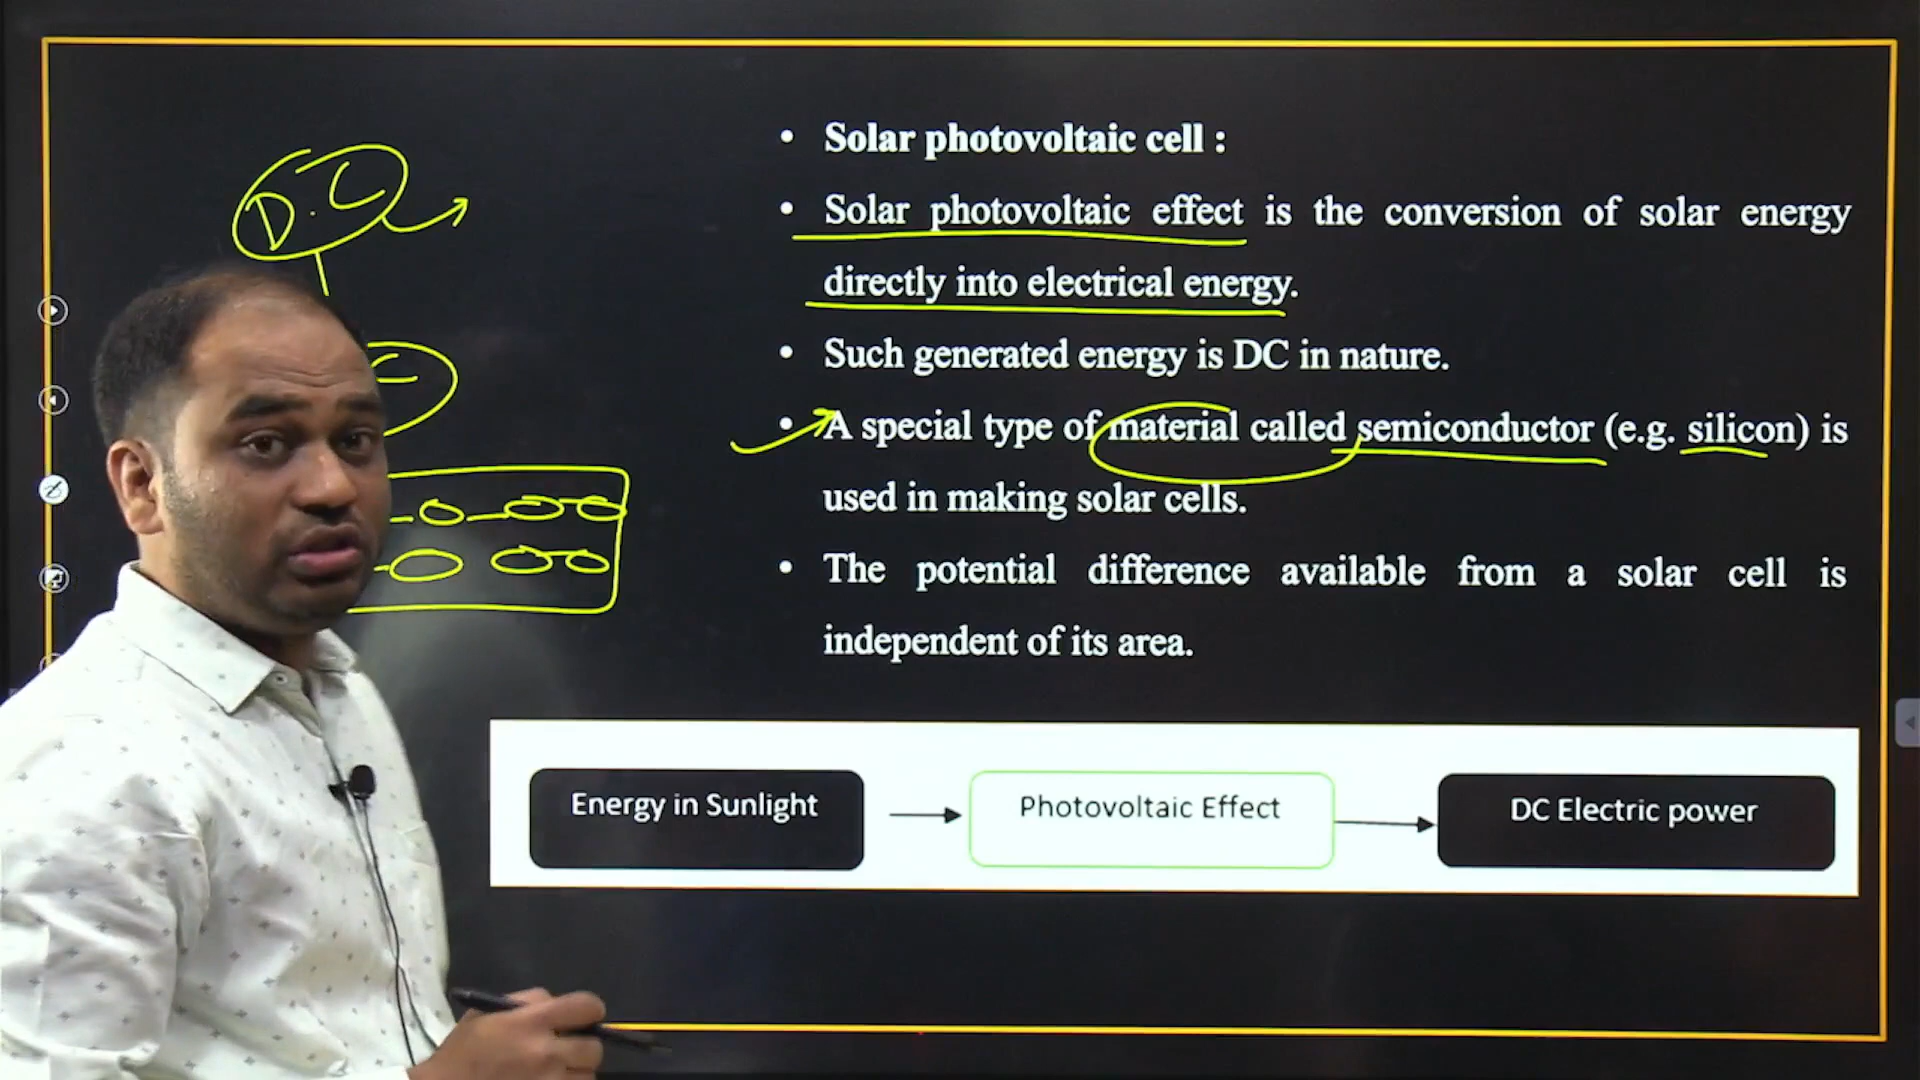 D.C
• Solar photovoltaic cell :
• Solar photovoltaic effect is the conversion of solar energy
directly into electrical energy.
• Such generated energy is DC in nature.
• A special type of material called semiconductor (e.g. silicon) is
used in making solar cells.
• The potential difference available from a solar cell is
independent of its area.
Energy in Sunlight
Photovoltaic Effect
DC Electric power